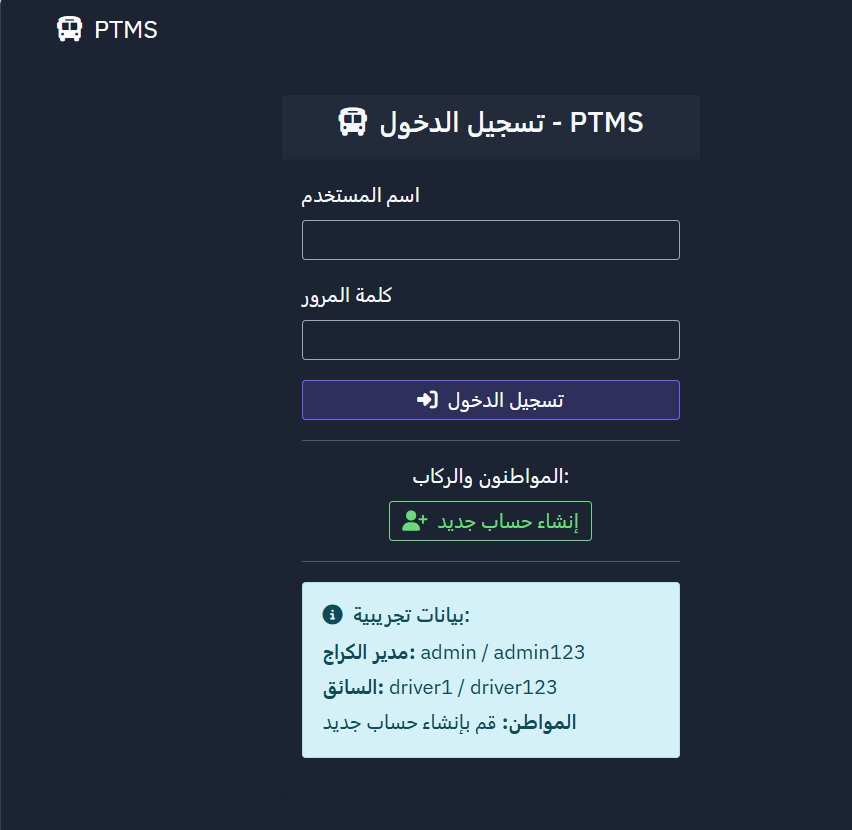 PTMS
PTMS - تسجيل الدخول
اسم المستخدم
كلمة المرور
تسجيل الدخول
المواطنون والركاب:
إنشاء حساب جديد
بيانات تجريبية:
مدير الكراج: admin / admin123
السائق: driver1 / driver123
المواطن: قم بإنشاء حساب جديد